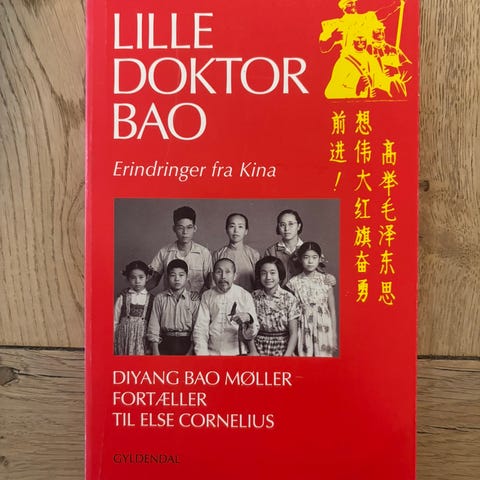 LILLE
DOKTOR
BAO
Erindringer fra Kina
高举毛泽东思
想伟大红旗奋勇
前进！
DIYANG BAO MØLLER
FORTÆLLER
TIL ELSE CORNELIUS
GYLDENDAL